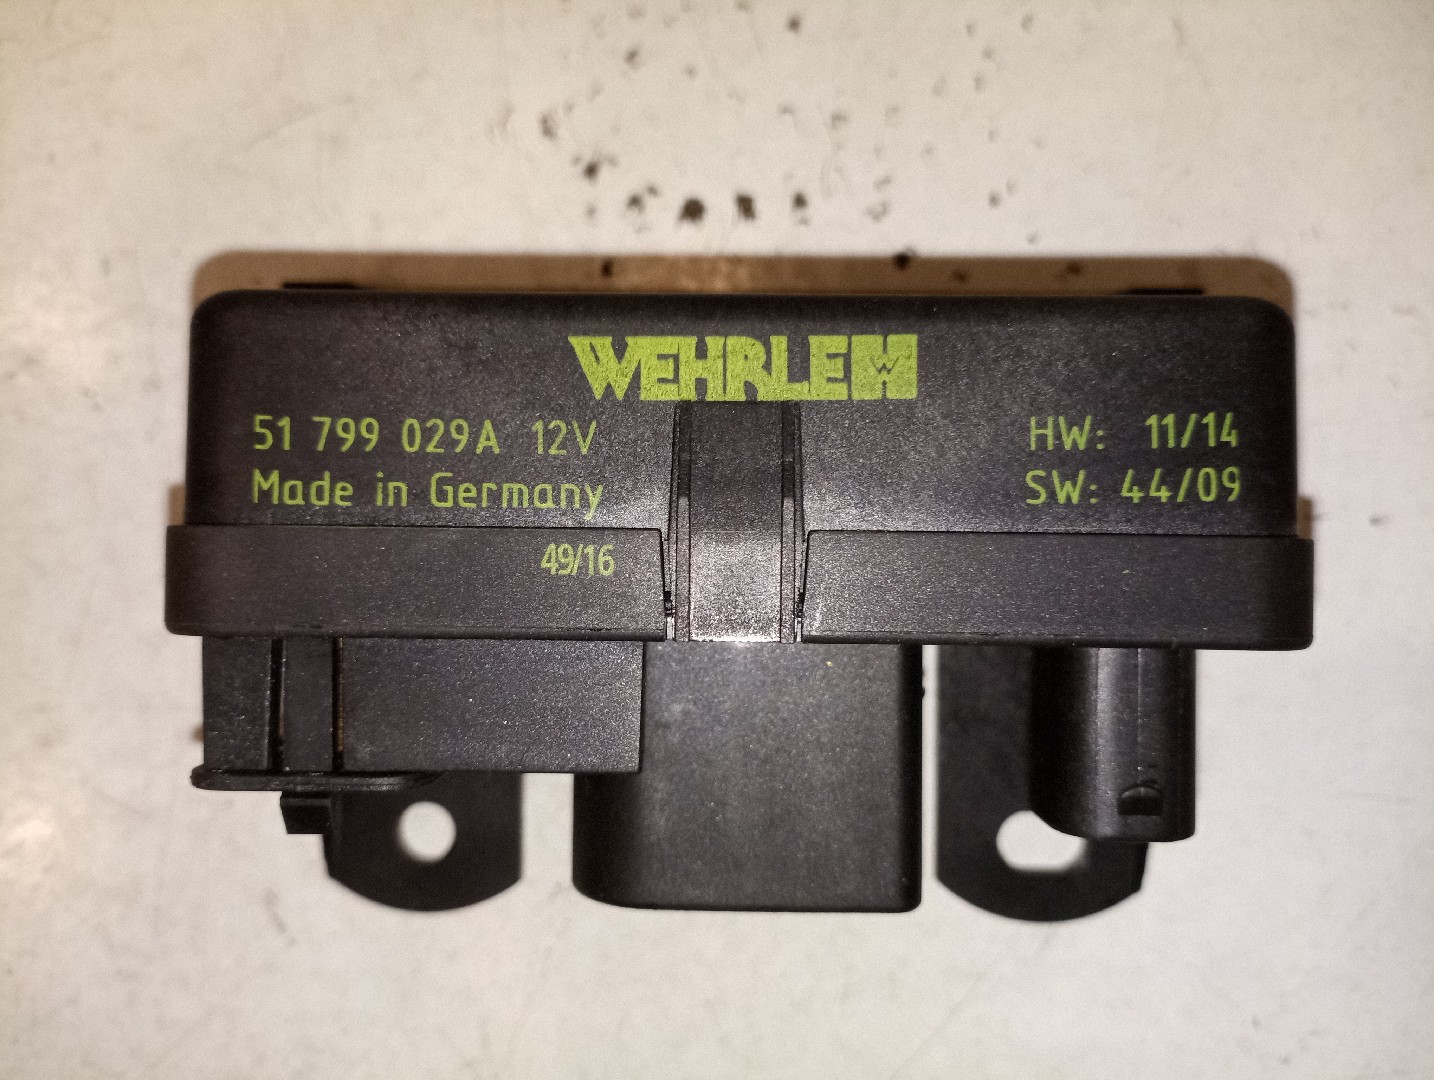 WEHRLE W
51 799 029A 12V
Made in Germany
HW: 11/14
SW: 44/09
49/16